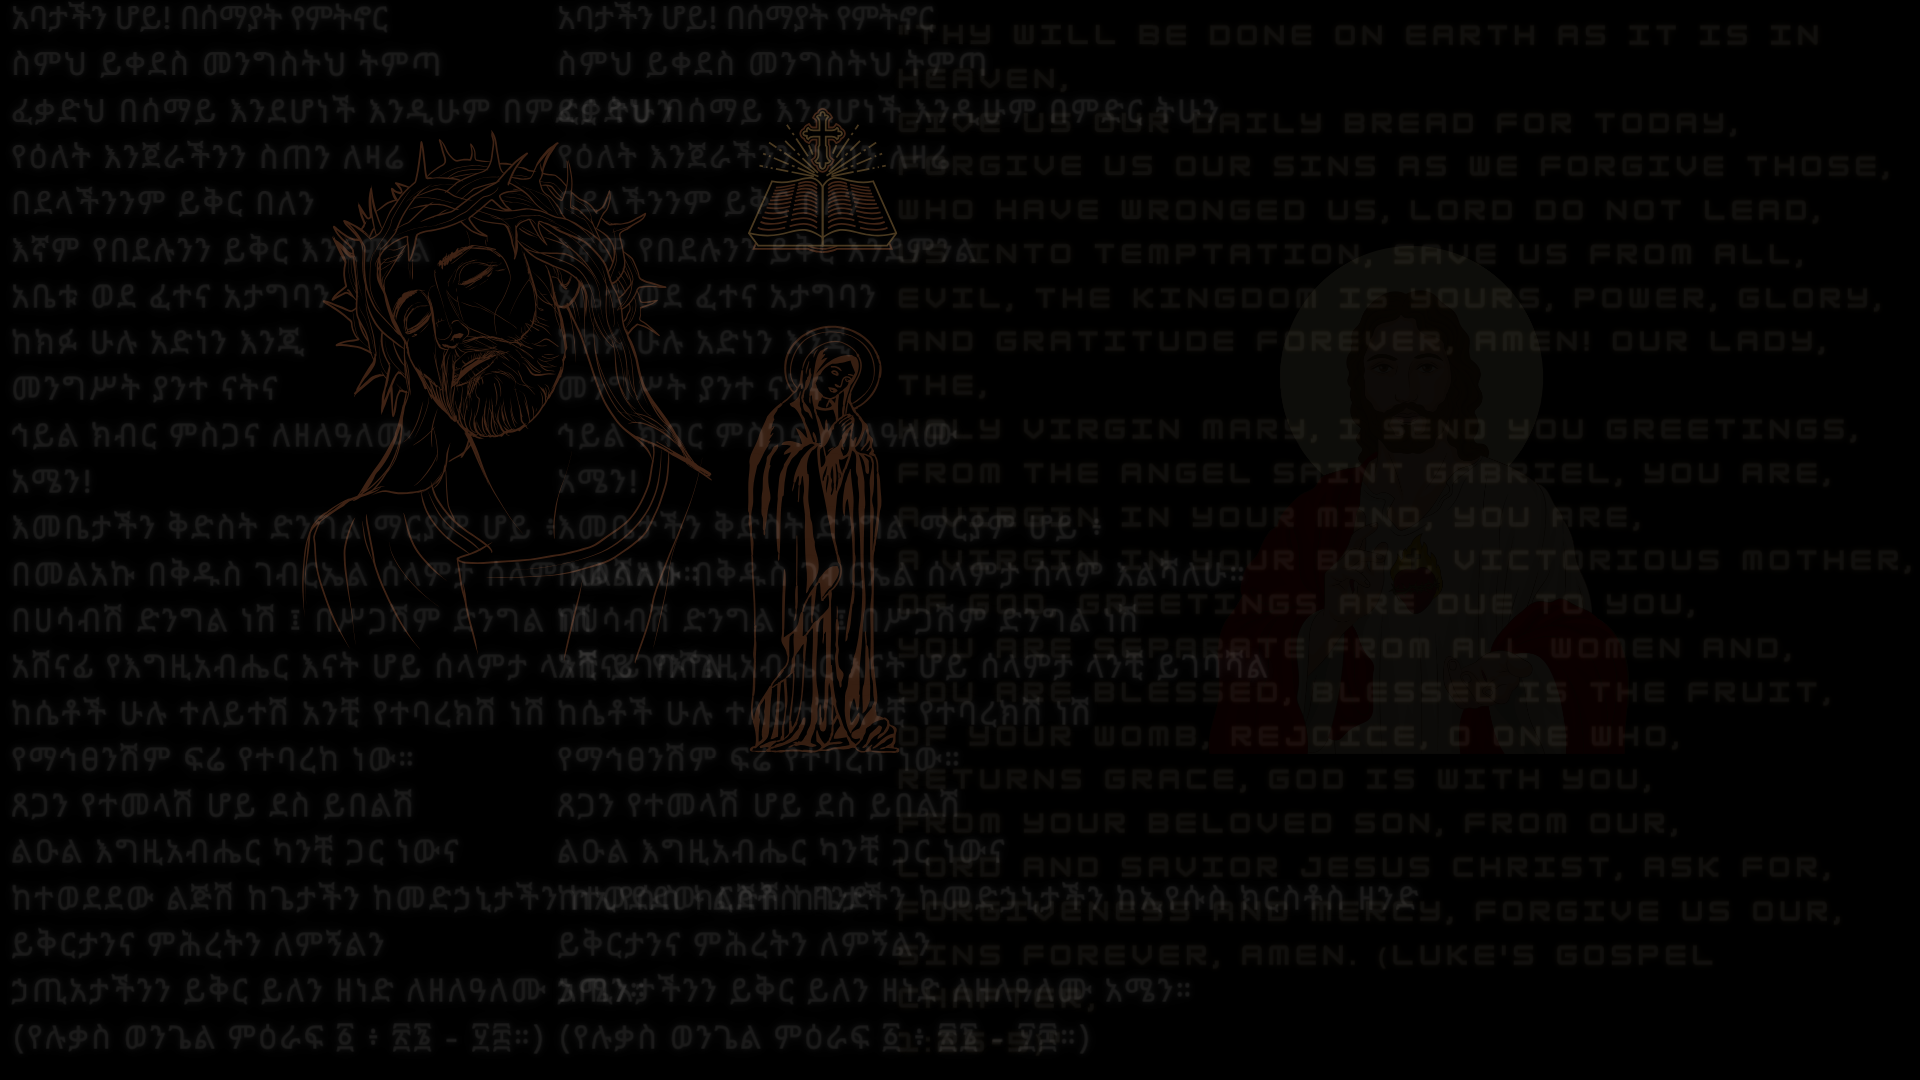 አባታችን ሆይ! በሰማያት የምትኖር
ስምህ ይቀደስ መንግስትህ ትምጣ
ፈቃድህ በሰማይ እንደሆነች እንዲሁም በምድር ትሁን
የዕለት እንጀራችንን ስጠን ለዛሬ
በደላችንንም ይቅር በለን
እኛም የበደሉንን ይቅር እንደምንል
አቤቱ ወደ ፈተና አታግባን
ከክፉ ሁሉ አድነን እንጂ
መንግሥት ያንተ ናትና
ኀይል ክብር ምስጋና ለዘለዓለሙ
አሜን!
እመቤታችን ቅድስት ድንግል ማርያም ሆይ ፥
በመልአኩ በቅዱስ ገብርኤል ሰላምታ ሰላም እልሻለሁ።
በሀሳብሽ ድንግል ነሽ ፤ በሥጋሽም ድንግል ነሽ
አሸናፊ የእግዚአብሔር እናት ሆይ ሰላምታ ላንቺ ይገባሻል
ከሴቶች ሁሉ ተለይተሽ አንቺ የተባረክሽ ነሽ
የማኅፀንሽም ፍሬ የተባረከ ነው።
ጸጋን የተመላሽ ሆይ ደስ ይበልሽ
ልዑል እግዚአብሔር ካንቺ ጋር ነውና
ከተወደደው ልጅሽ ከጌታችን ከመድኃኒታችን ከኢየሱስ ክርስቶስ ዘንድ
ይቅርታንና ምሕረትን ለምኝልን
ኃጢአታችንን ይቅር ይለን ዘነድ ለዘለዓለሙ አሜን።
(የሉቃስ ወንጌል ምዕራፍ ፩ ፥ ፳፮ - ፶፮።)
አባታችን ሆይ! በሰማያት የምትኖር
ስምህ ይቀደስ መንግስትህ ትምጣ
ፈቃድህ በሰማይ እንደሆነች እንዲሁም በምድር ትሁን
የዕለት እንጀራችንን ስጠን ለዛሬ
በደላችንንም ይቅር በለን
እኛም የበደሉንን ይቅር እንደምንል
አቤቱ ወደ ፈተና አታግባን
ከክፉ ሁሉ አድነን እንጂ
መንግሥት ያንተ ናትና
ኀይል ክብር ምስጋና ለዘለዓለሙ
አሜን!
እመቤታችን ቅድስት ድንግል ማርያም ሆይ ፥
በመልአኩ በቅዱስ ገብርኤል ሰላምታ ሰላም እልሻለሁ።
በሀሳብሽ ድንግል ነሽ ፤ በሥጋሽም ድንግል ነሽ
አሸናፊ የእግዚአብሔር እናት ሆይ ሰላምታ ላንቺ ይገባሻል
ከሴቶች ሁሉ ተለይተሽ አንቺ የተባረክሽ ነሽ
የማኅፀንሽም ፍሬ የተባረከ ነው።
ጸጋን የተመላሽ ሆይ ደስ ይበልሽ
ልዑል እግዚአብሔር ካንቺ ጋር ነውና
ከተወደደው ልጅሽ ከጌታችን ከመድኃኒታችን ከኢየሱስ ክርስቶስ ዘንድ
ይቅርታንና ምሕረትን ለምኝልን
ኃጢአታችንን ይቅር ይለን ዘነድ ለዘለዓለሙ አሜን።
(የሉቃስ ወንጌል ምዕራፍ ፩ ፥ ፳፮ - ፶፮።)
"THY WILL BE DONE ON EARTH AS IT IS IN
HEAVEN,
GIVE US OUR DAILY BREAD FOR TODAY,
FORGIVE US OUR SINS AS WE FORGIVE THOSE,
WHO HAVE WRONGED US, LORD DO NOT LEAD,
US INTO TEMPTATION, SAVE US FROM ALL,
EVIL, THE KINGDOM IS YOURS, POWER, GLORY,
AND GRATITUDE FOREVER, AMEN! OUR LADY,
THE,
HOLY VIRGIN MARY, I SEND YOU GREETINGS,
FROM THE ANGEL SAINT GABRIEL, YOU ARE,
A VIRGIN IN YOUR MIND, YOU ARE,
A VIRGIN IN YOUR BODY, VICTORIOUS MOTHER,
OF GOD, GREETINGS ARE DUE TO YOU,
YOU ARE SEPARATE FROM ALL WOMEN AND,
YOU ARE BLESSED, BLESSED IS THE FRUIT,
OF YOUR WOMB, REJOICE, O ONE WHO,
RETURNS GRACE, GOD IS WITH YOU,
FROM YOUR BELOVED SON, FROM OUR,
LORD AND SAVIOR JESUS CHRIST, ASK FOR,
FORGIVENESS AND MERCY, FORGIVE US OUR,
SINS FOREVER, AMEN. (LUKE'S GOSPEL
CHAPTER,